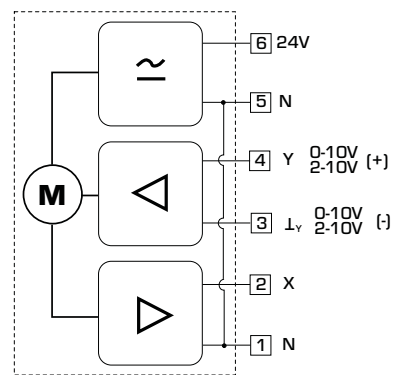 6 24V
5 N
M
4 Y 0-10V 2-10V (+)
3 ⊥Y 0-10V 2-10V (-)
2 X
1 N